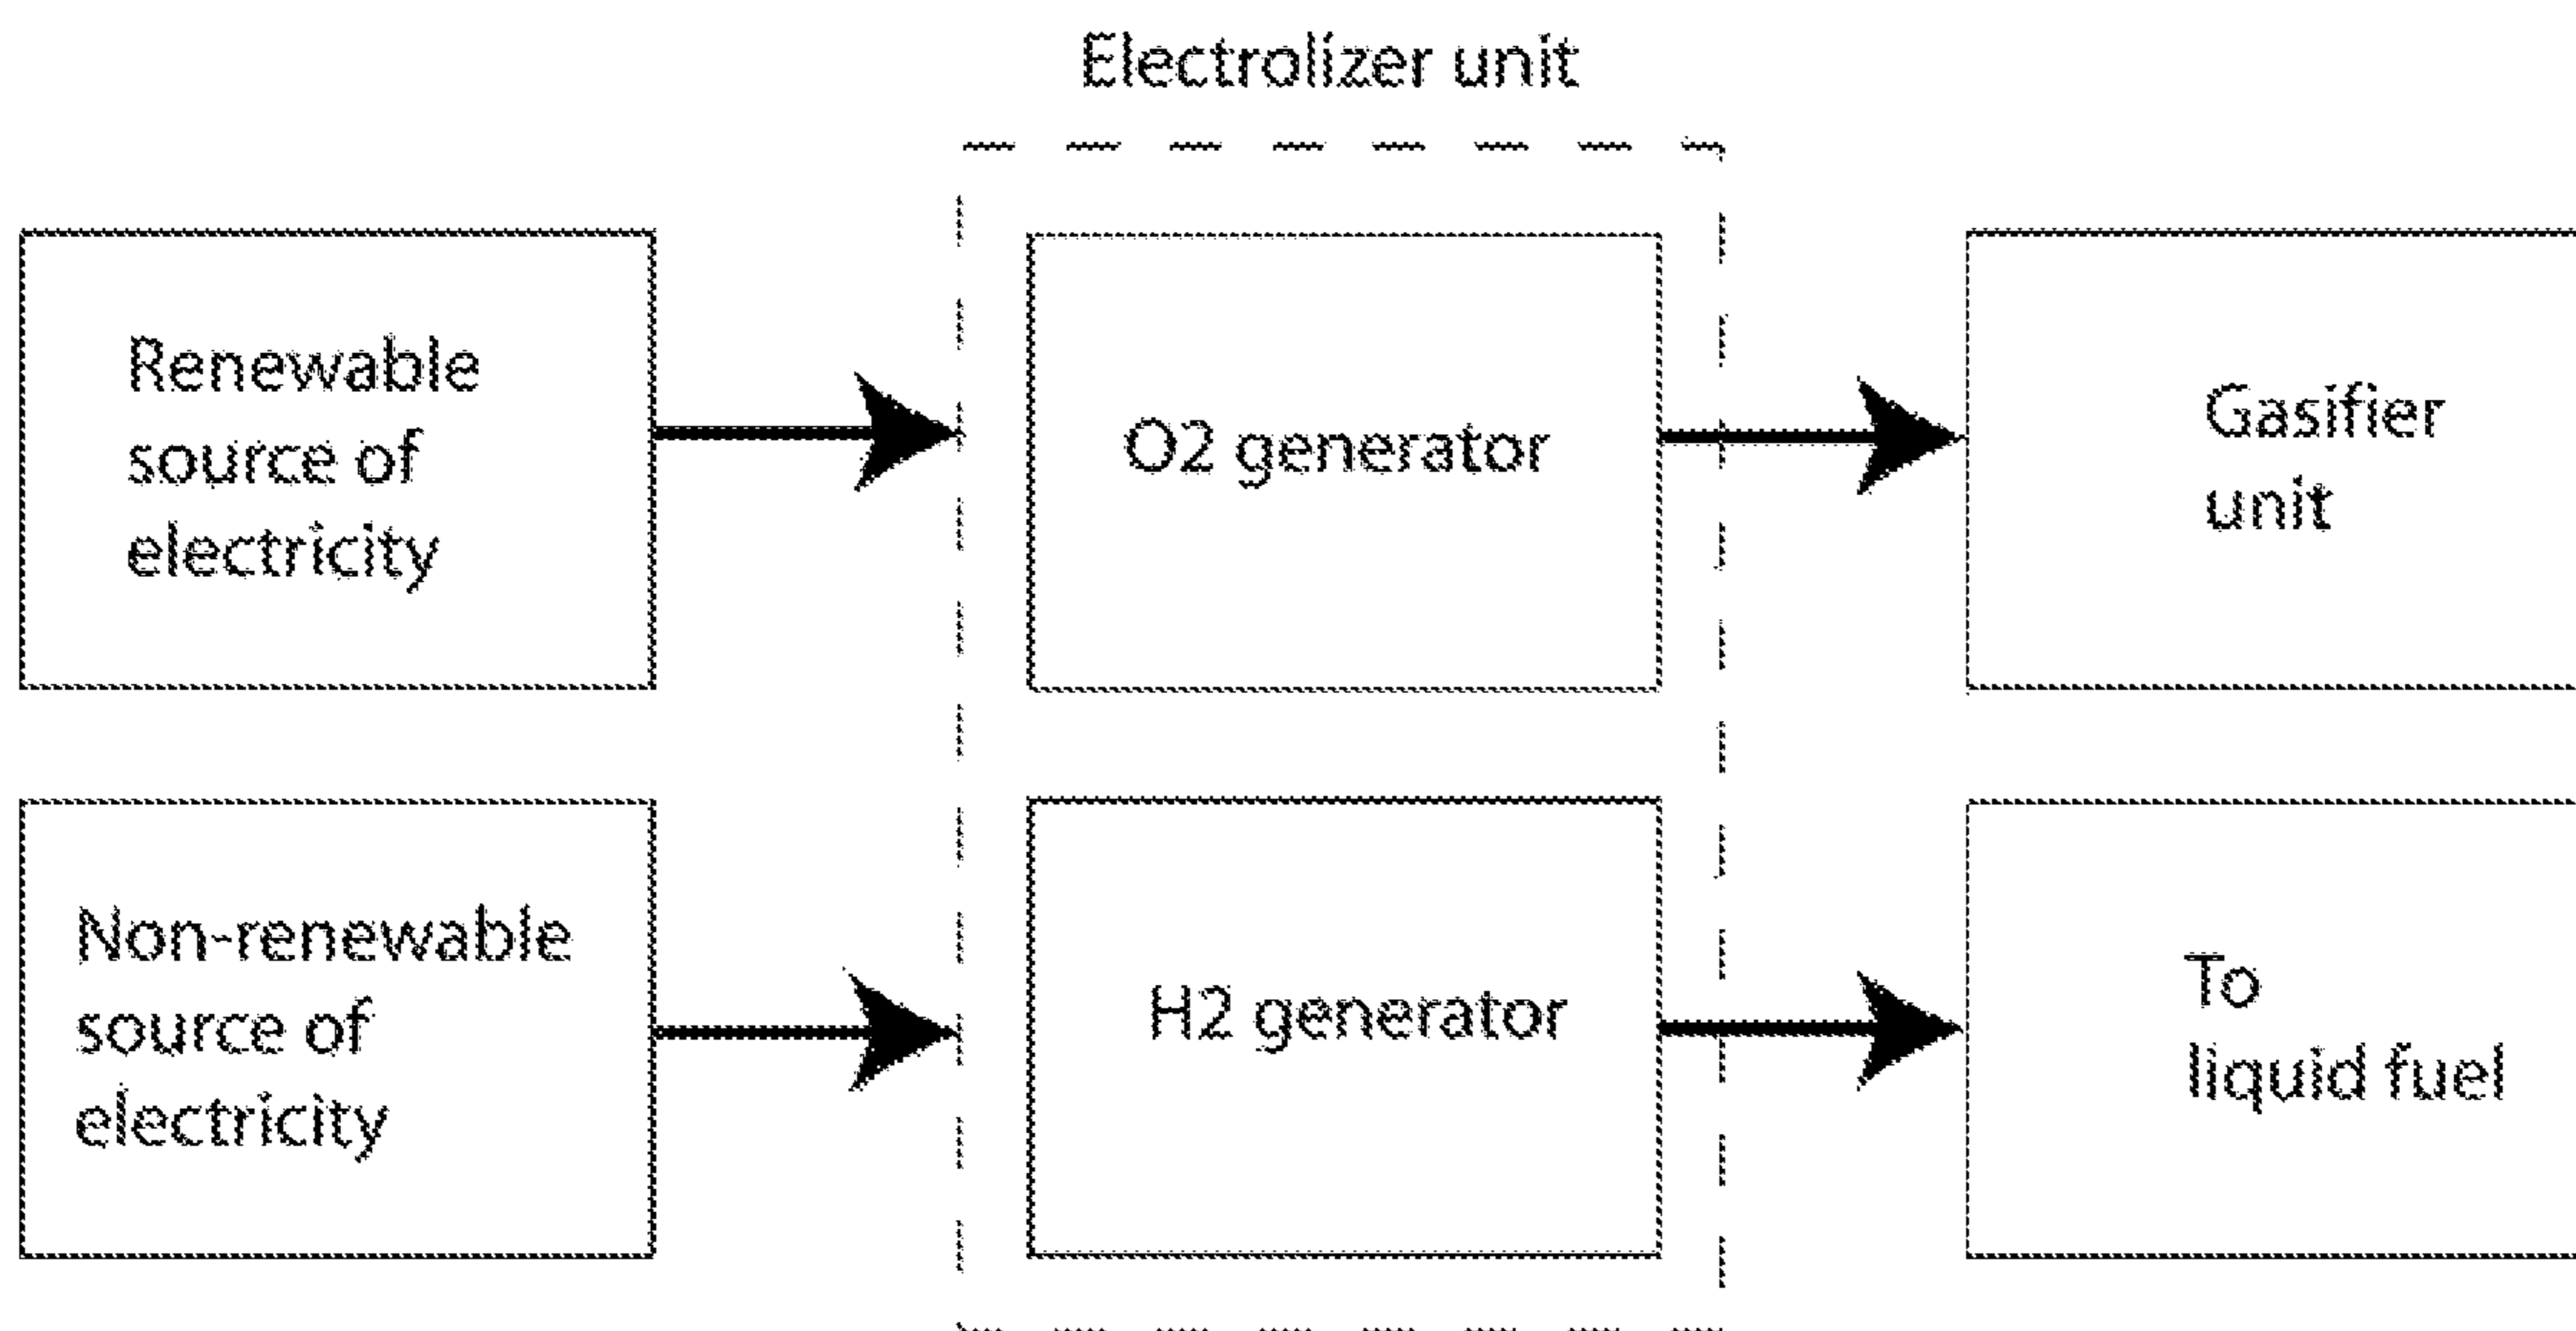 Electrolizer unit
Renewable
source of
electricity
O2 generator
Gasifier
unit
Non-renewable
source of
electricity
H2 generator
To
liquid fuel